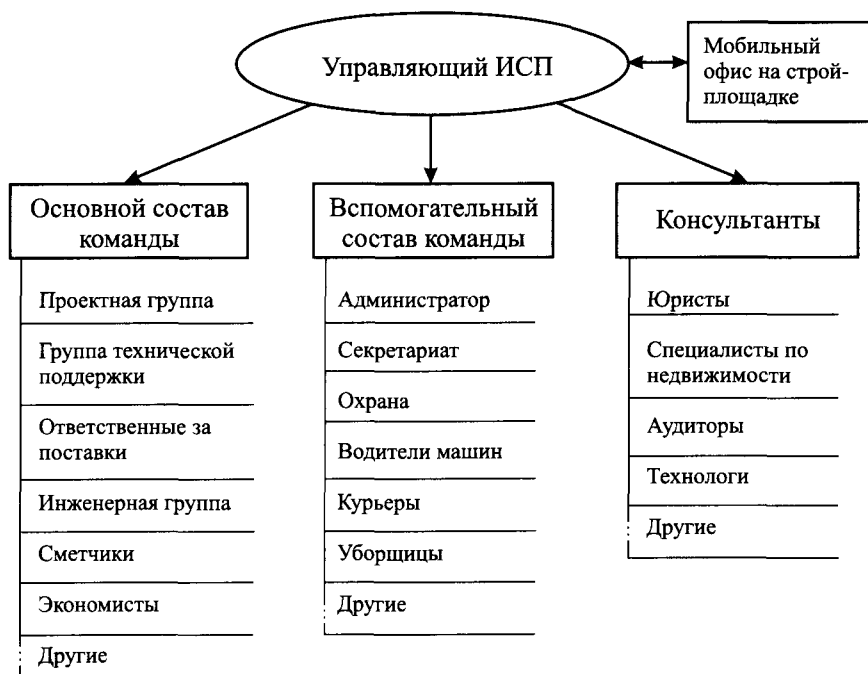 Управляющий ИСП
Мобильный
офис на строй-
площадке
Основной состав
команды
Проектная группа
Группа технической
поддержки
Ответственные за
поставки
Инженерная группа
Сметчики
Экономисты
Другие
Вспомогательный
состав команды
Администратор
Секретариат
Охрана
Водители машин
Курьеры
Уборщицы
Другие
Консультанты
Юристы
Специалисты по
недвижимости
Аудиторы
Технологи
Другие